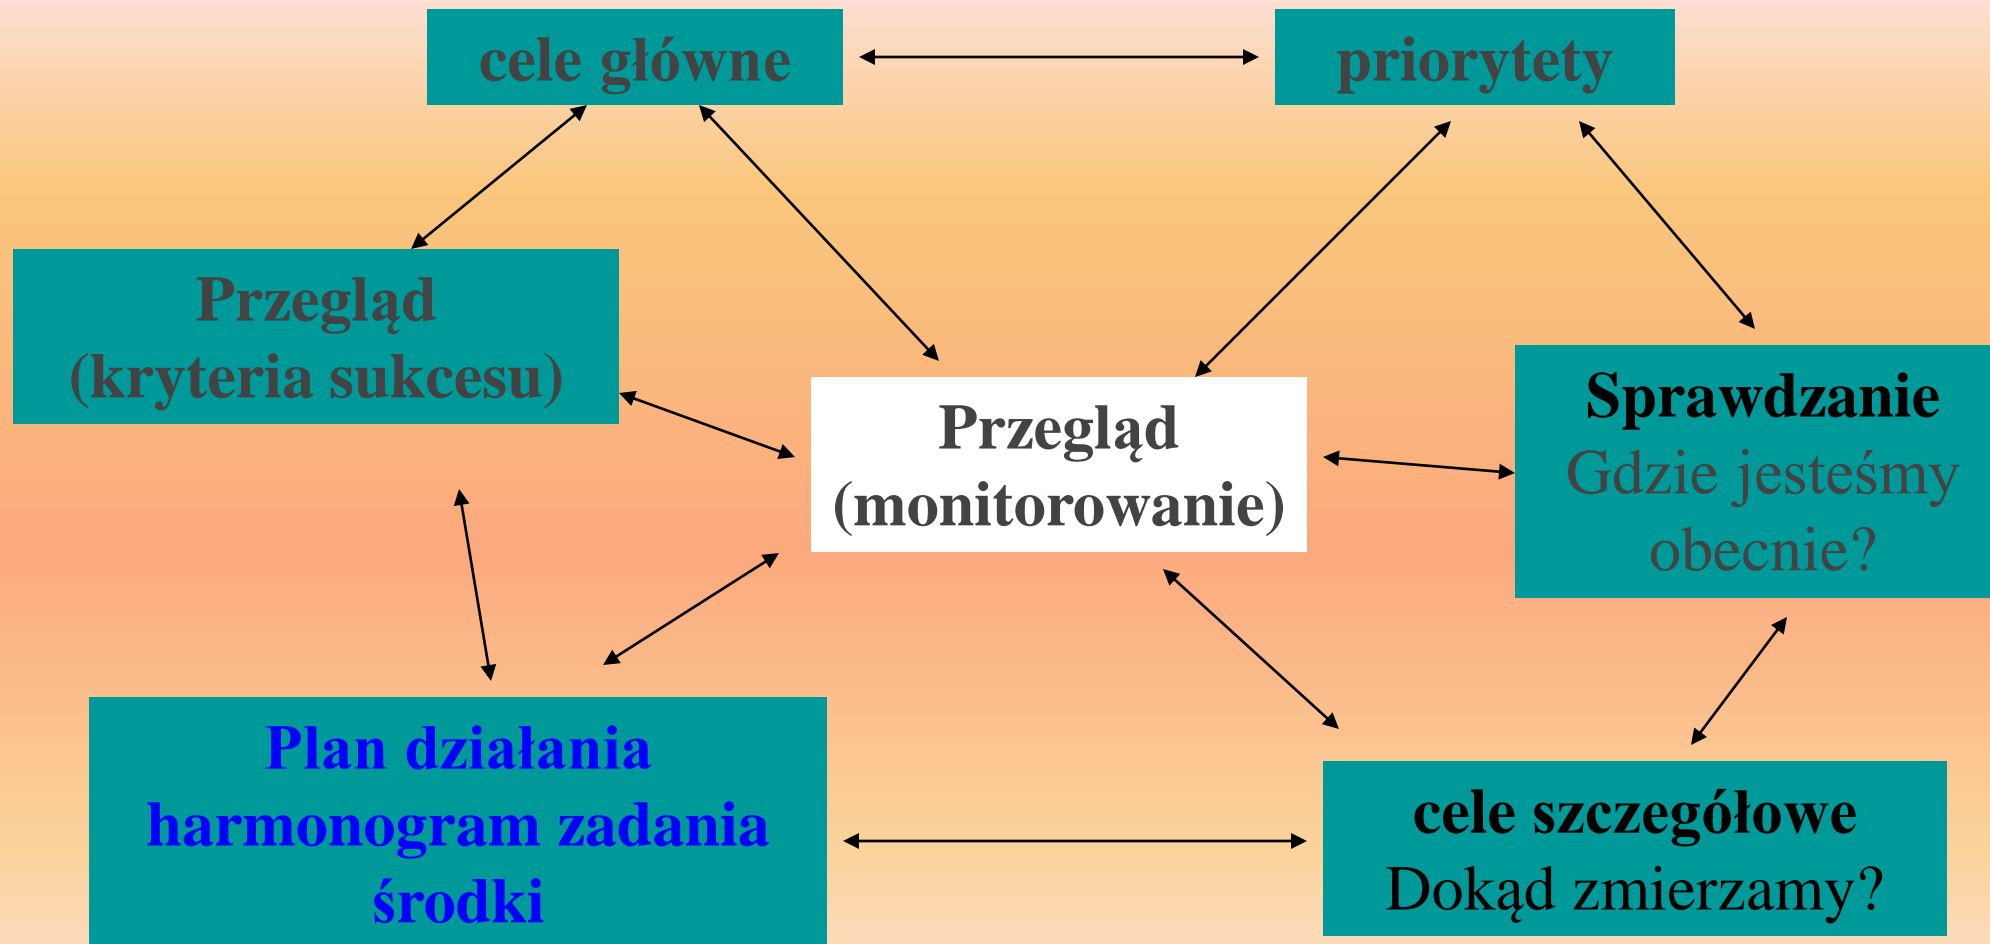 cele główne
priorytety
Przegląd
(kryteria sukcesu)
Przegląd
(monitorowanie)
Sprawdzanie
Gdzie jesteśmy
obecnie?
Plan działania
harmonogram zadania
środki
cele szczegółowe
Dokąd zmierzamy?